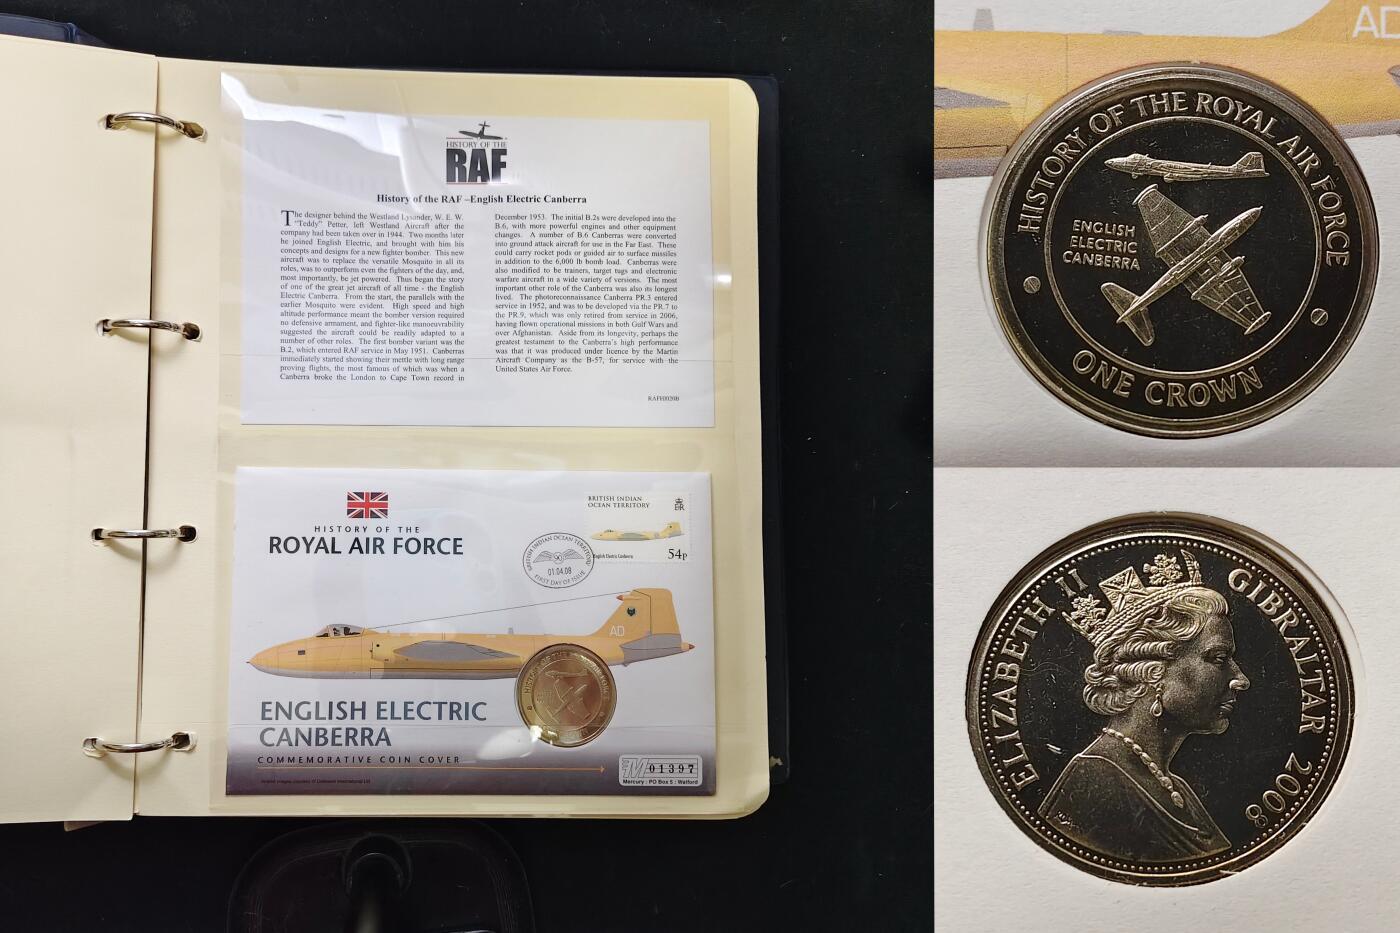 HISTORY OF THE
RAF
History of the RAF –English Electric Canberra
The designer behind the Westland Lysander, W. E. W.
"Teddy" Petter, left Westland Aircraft after the
company had been taken over in 1944. Two months later
he joined English Electric, and brought with him his
concepts and designs for a new fighter bomber. This new
aircraft was to replace the versatile Mosquito in all its
roles, was to outperform even the fighters of the day, and,
most importantly, be jet powered. Thus began the story
of one of the great jet aircraft of all time - the English
Electric Canberra. From the start, the parallels with the
earlier Mosquito were evident. High speed and high
altitude performance meant the bomber version required
no defensive armament, and fighter-like manoeuvrability
suggested the aircraft could be readily adapted to a
number of other roles. The first bomber variant was the
B.2, which entered RAF service in May 1951. Canberras
immediately started showing their mettle with long range
proving flights, the most famous of which was when a
Canberra broke the London to Cape Town record in
December 1953. The initial B.2s were developed into the
B.6, with more powerful engines and other equipment
changes. A number of B.6 Canberras were converted
into ground attack aircraft for use in the Far East. These
could carry rocket pods or guided air to surface missiles
in addition to the 6,000 lb bomb load. Canberras were
also modified to be trainers, target tugs and electronic
warfare aircraft in a wide variety of versions. The most
important other role of the Canberra was also its longest
lived. The photoreconnaissance Canberra PR.3 entered
service in 1952, and was to be developed via the PR.7 to
the PR.9, which was only retired from service in 2006,
having flown operational missions in both Gulf Wars and
over Afghanistan. Aside from its longevity, perhaps the
greatest testament to the Canberra's high performance
was that it was produced under licence by the Martin
Aircraft Company as the B-57, for service with the
United States Air Force.
RAFH0020B
HISTORY OF THE
ROYAL AIR FORCE
BRITISH INDIAN
OCEAN TERRITORY
English Electric Canberra
54P
BRITISH INDIAN OCEAN TERRITORY
01.04.08
FIRST DAY OF ISSUE
AD
ENGLISH ELECTRIC
CANBERRA
COMMEMORATIVE COIN COVER
01397
Mercury : PO Box 5 : Watford
AD
HISTORY OF THE ROYAL AIR FORCE
ENGLISH
ELECTRIC
CANBERRA
ONE CROWN
ELIZABETH II
GIBRALTAR 2008